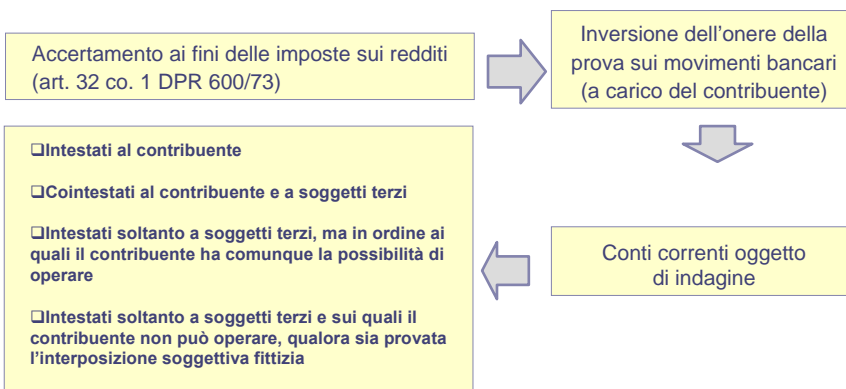 Accertamento ai fini delle imposte sui redditi
(art. 32 co. 1 DPR 600/73)
Inversione dell'onere della
prova sui movimenti bancari
(a carico del contribuente)
Conti correnti oggetto
di indagine
❑Intestati al contribuente
❑Cointestati al contribuente e a soggetti terzi
❑Intestati soltanto a soggetti terzi, ma in ordine ai
quali il contribuente ha comunque la possibilità di
operare
❑Intestati soltanto a soggetti terzi e sui quali il
contribuente non può operare, qualora sia provata
l'interposizione soggettiva fittizia